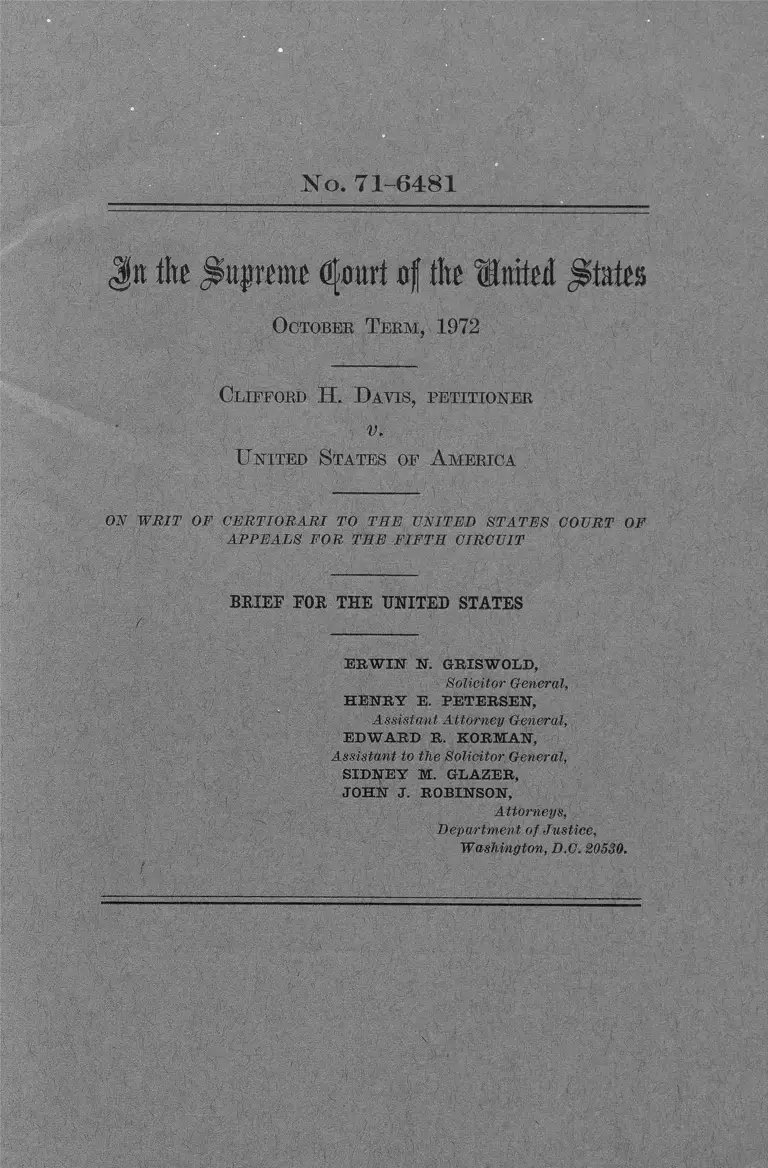 No. 71-6481
In the Supreme Court of the United States
OCTOBER TERM, 1972
CLIFFORD H. DAVIS, PETITIONER
v.
UNITED STATES OF AMERICA
ON WRIT OF CERTIORARI TO THE UNITED STATES COURT OF
APPEALS FOR THE FIFTH CIRCUIT
BRIEF FOR THE UNITED STATES
ERWIN N. GRISWOLD,
Solicitor General,
HENRY E. PETERSEN,
Assistant Attorney General,
EDWARD R. KORMAN,
Assistant to the Solicitor General,
SIDNEY M. GLAZER,
JOHN J. ROBINSON,
Attorneys,
Department of Justice,
Washington, D.C. 20530.